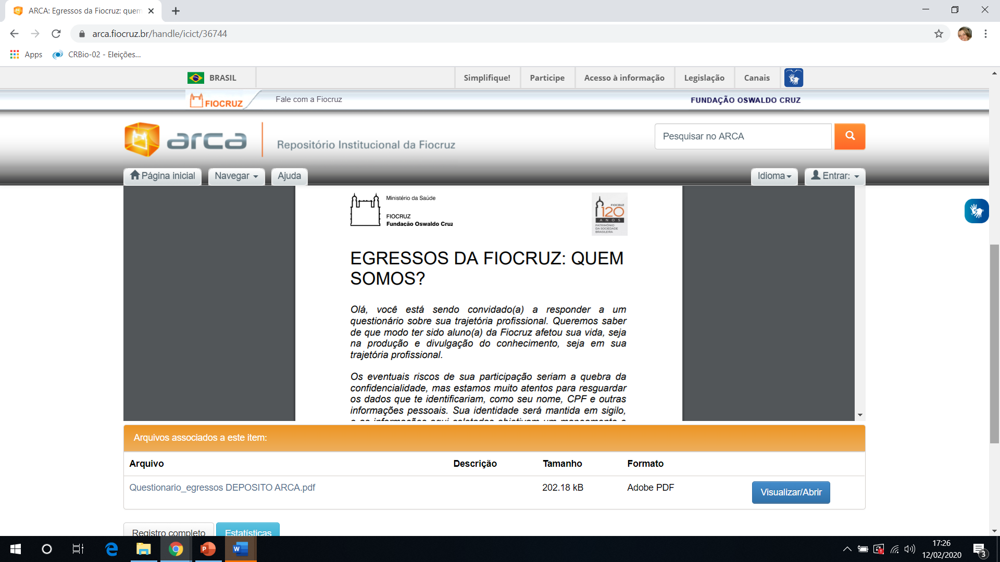 ARCA: Egressos da Fiocruz: quem
arca.fiocruz.br/handle/icict/36744
Apps
CRBio-02 - Eleições...
BRASIL
Simplifique!
Participe
Acesso à informação
Legislação
Canais
FIOCRUZ
Fale com a Fiocruz
FUNDAÇÃO OSWALDO CRUZ
arca
Repositório Institucional da Fiocruz
Pesquisar no ARCA
Página inicial
Navegar
Ajuda
Idioma
Entrar:
Ministério da Saúde
FIOCRUZ
Fundação Oswaldo Cruz
FIOCRUZ
120
ANOS
PATRIMÔNIO
DA SOCIEDADE
BRASILEIRA
EGRESSOS DA FIOCRUZ: QUEM
SOMOS?
Olá, você está sendo convidado(a) a responder a um
questionário sobre sua trajetória profissional. Queremos saber
de que modo ter sido aluno(a) da Fiocruz afetou sua vida, seja
na produção e divulgação do conhecimento, seja em sua
trajetória profissional.
Os eventuais riscos de sua participação seriam a quebra da
confidencialidade, mas estamos muito atentos para resguardar
os dados que te identificariam, como seu nome, CPF e outras
informações pessoais. Sua identidade será mantida em sigilo,
Arquivos associados a este item:
Arquivo
Descrição
Tamanho
Formato
Questionario_egressos DEPOSITO ARCA.pdf
202.18 kB
Adobe PDF
Visualizar/Abrir
Registro completo
Estatísticas
17:26
12/02/2020
3